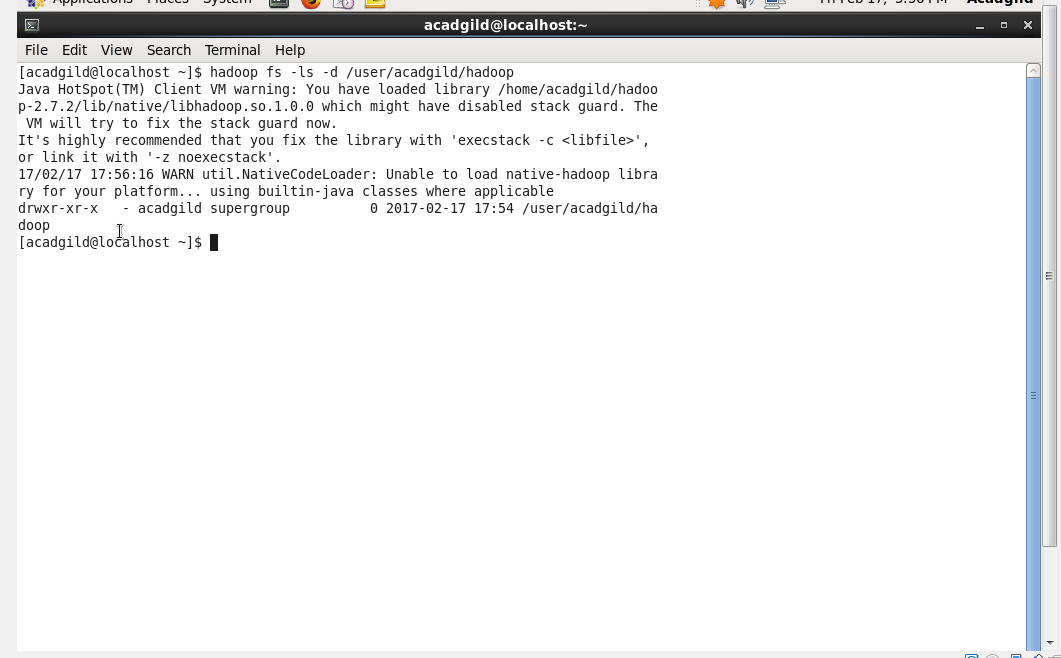 Applications Places System Fri Feb 17, 5:56 PM Acadgild
acadgild@localhost:~
File Edit View Search Terminal Help
[acadgild@localhost ~]$ hadoop fs -ls -d /user/acadgild/hadoop
Java HotSpot(TM) Client VM warning: You have loaded library /home/acadgild/hadoo
p-2.7.2/lib/native/libhadoop.so.1.0.0 which might have disabled stack guard. The
 VM will try to fix the stack guard now.
It's highly recommended that you fix the library with 'execstack -c <libfile>',
or link it with '-z noexecstack'.
17/02/17 17:56:16 WARN util.NativeCodeLoader: Unable to load native-hadoop libra
ry for your platform... using builtin-java classes where applicable
drwxr-xr-x   - acadgild supergroup          0 2017-02-17 17:54 /user/acadgild/ha
doop
[acadgild@localhost ~]$